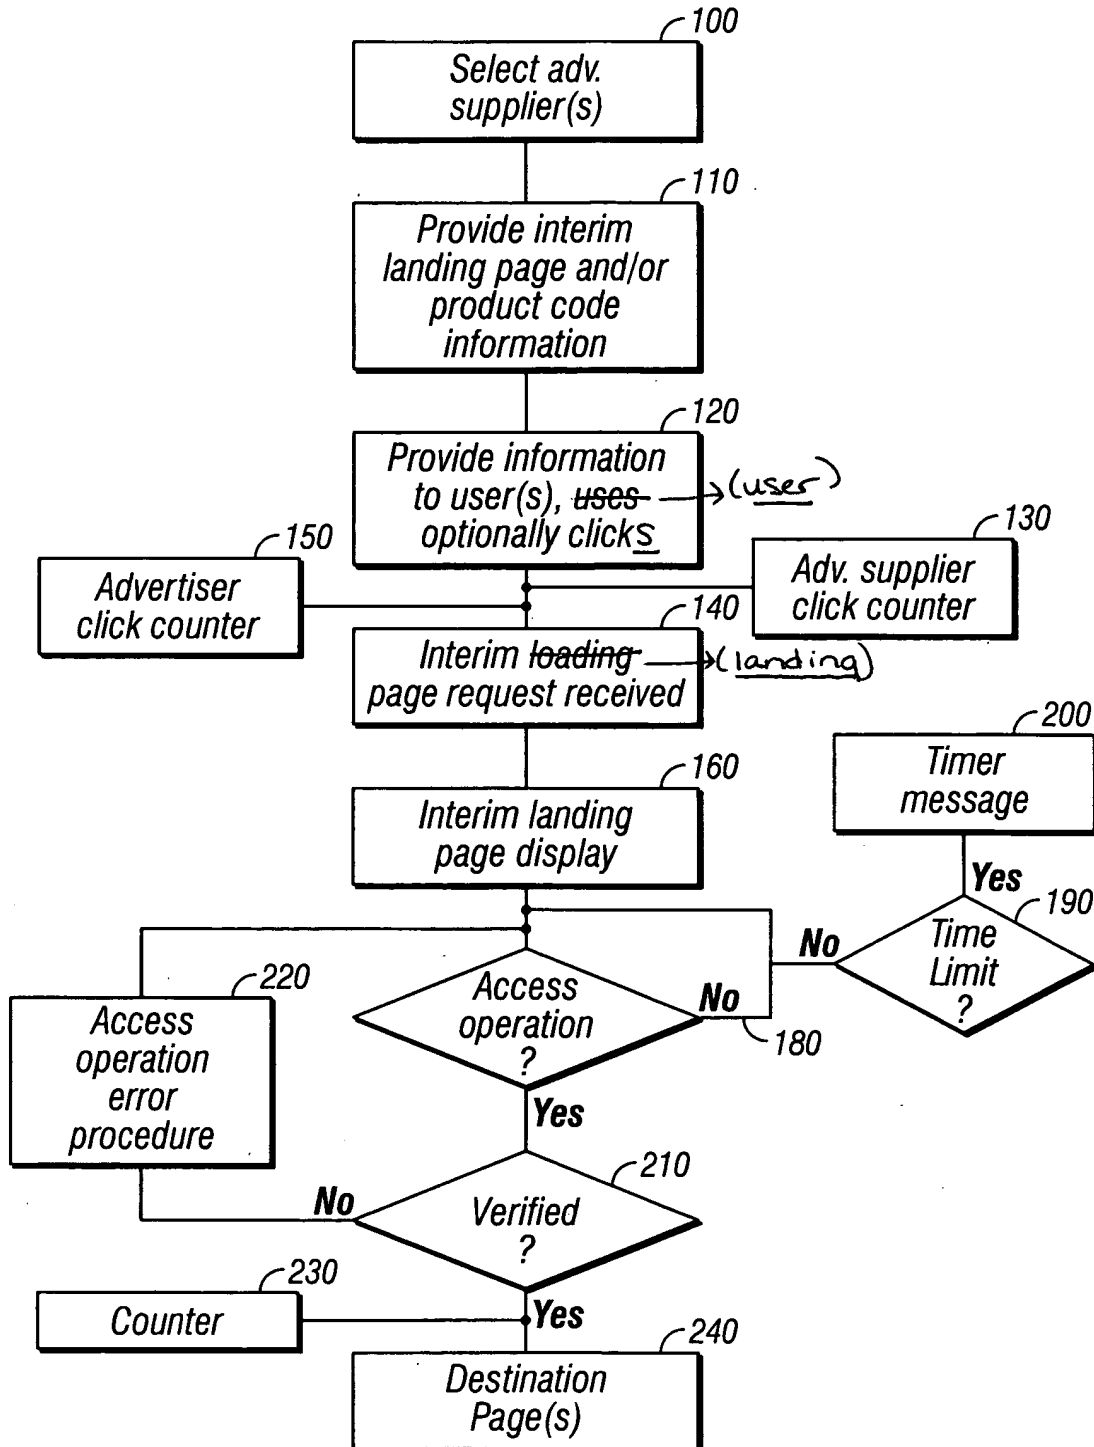 100
Select adv.
supplier(s)
110
Provide interim
landing page and/or
product code
information
120
Provide information
to user(s), uses (user)
optionally clicks
150
Advertiser
click counter
130
Adv. supplier
click counter
140
Interim loading (landing)
page request received
160
Interim landing
page display
200
Timer
message
Yes
190
Time
Limit
?
No
Access
operation
?
No
180
220
Access
operation
error
procedure
Yes
210
Verified
?
No
230
Counter
Yes
240
Destination
Page(s)